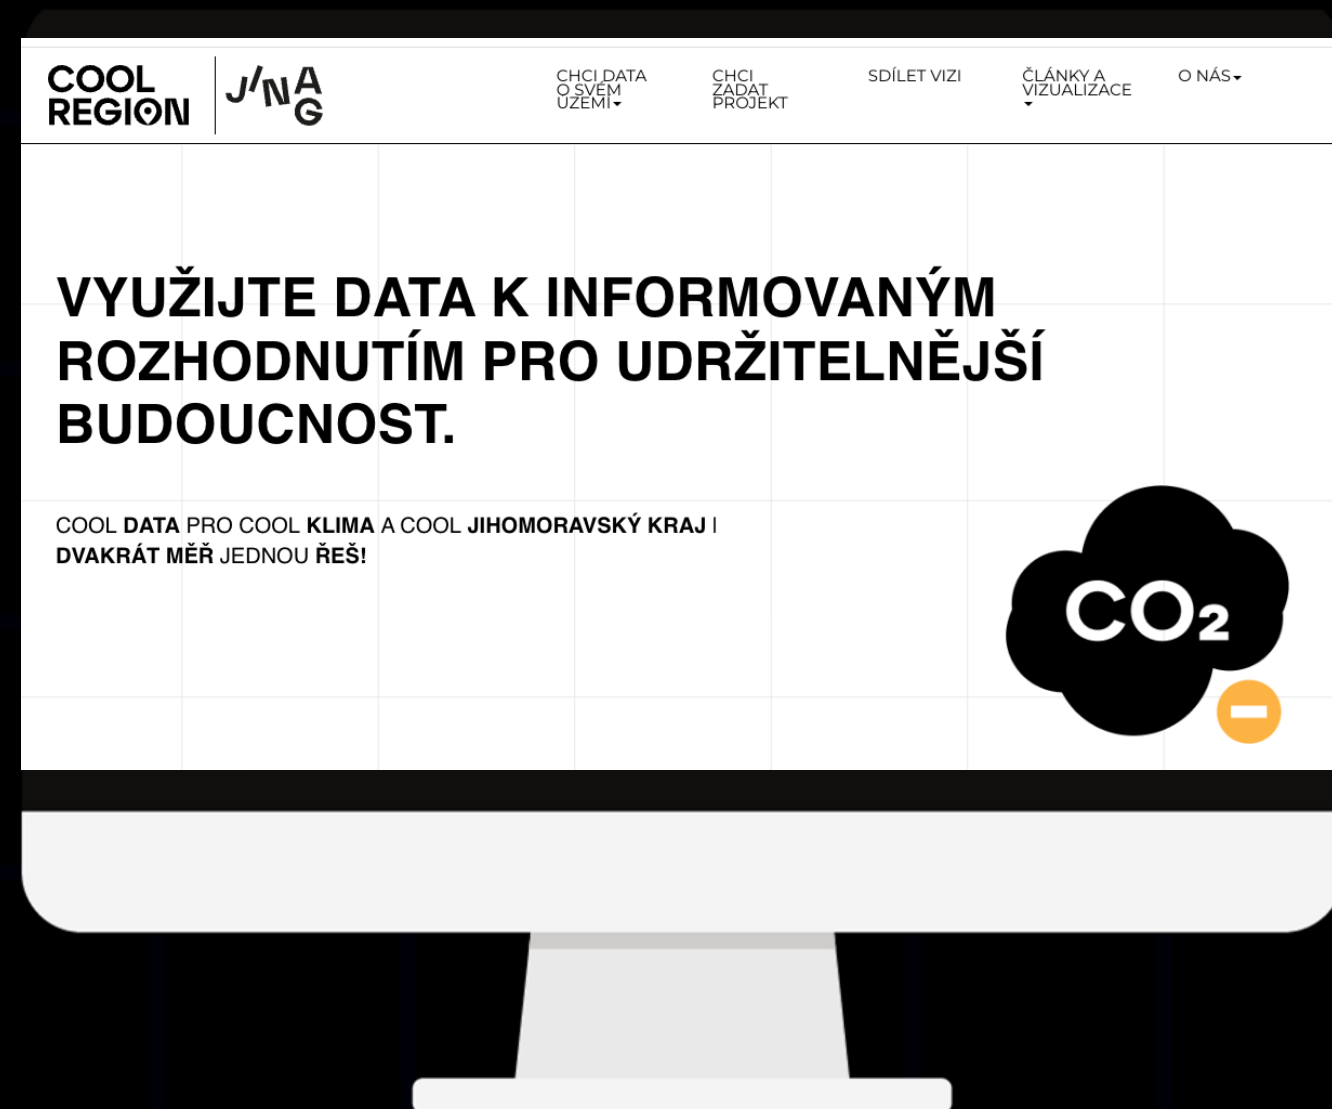 COOL
REGION
JINAG
CHCI DATA
O SVÉM
ÚZEMÍ
CHCI
ZADAT
PROJEKT
SDÍLET VIZI
ČLÁNKY A
VIZUALIZACE
O NÁS
VYUŽIJTE DATA K INFORMOVANÝM
ROZHODNUTÍM PRO UDRŽITELNĚJŠÍ
BUDOUCNOST.
COOL DATA PRO COOL KLIMA A COOL JIHOMORAVSKÝ KRAJ I
DVAKRÁT MĚŘ JEDNOU ŘEŠ!
CO₂